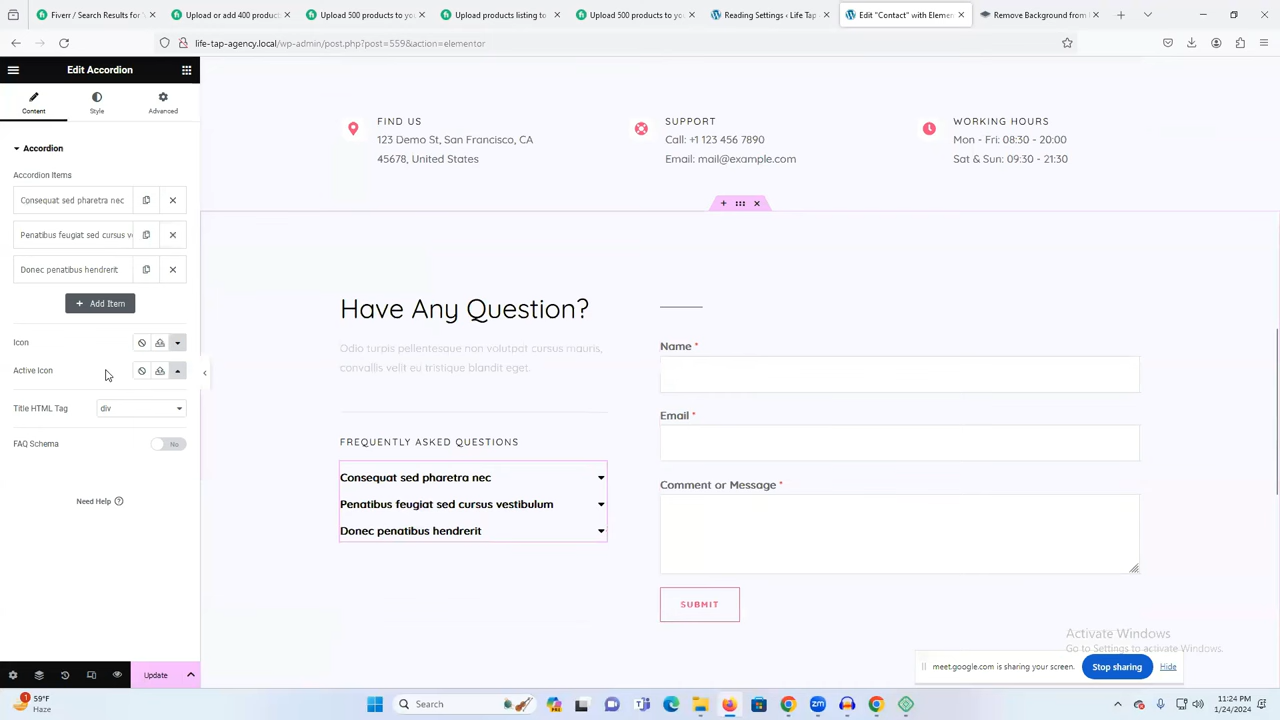 Fiverr / Search Results fo
Upload or add 400 product
Upload 500 products to yo
Products listing to
Upload 500 products to yo
Reading Settings ‹ Life Tap
Edit "Contact" with Elemen
Remove Background from
life-tap-agency.local/wp-admin/post.php?post=559&action=elementor
Edit Accordion
Content Style Advanced
Accordion
Accordion Items
Consequat sed pharetra nec
Penatibus feugiat sed cursus ve
Donec penatibus hendrerit
+ Add Item
Icon
Active Icon
Title HTML Tag div
FAQ Schema No
Need Help
Update
FIND US
123 Demo St, San Francisco, CA
45678, United States
SUPPORT
Call: +1 123 456 7890
Email: mail@example.com
WORKING HOURS
Mon - Fri: 08:30 - 20:00
Sat & Sun: 09:30 - 21:30
Have Any Question?
Odio turpis pellentesque non volutpat cursus mauris,
convallis velit eu tristique blandit eget.
FREQUENTLY ASKED QUESTIONS
Consequat sed pharetra nec
Penatibus feugiat sed cursus vestibulum
Donec penatibus hendrerit
Name *
Email *
Comment or Message *
SUBMIT
Activate Windows
Go to Settings to activate Windows.
meet.google.com is sharing your screen.
Stop sharing
Hide
59°F
Haze
Search
11:24 PM
1/24/2024